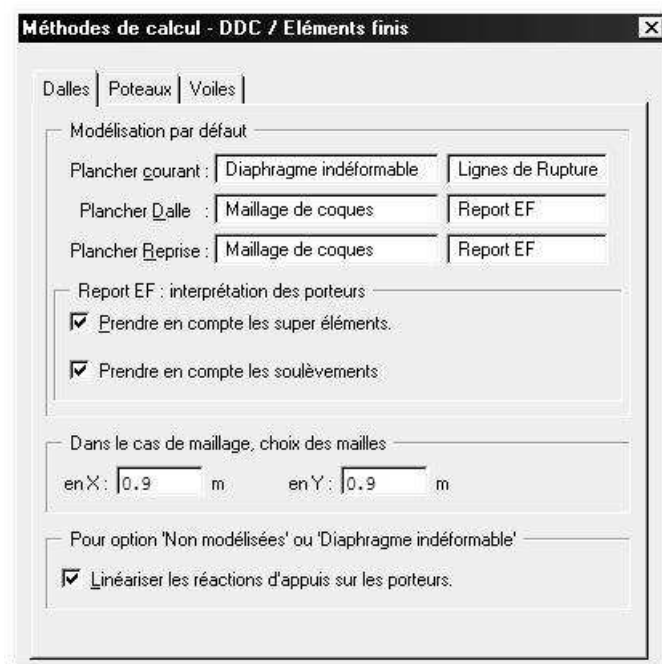 Méthodes de calcul - DDC / Eléments finis
Dalles Poteaux Voiles
Modélisation par défaut
Plancher courant : Diaphragme indéformable Lignes de Rupture
Plancher Dalle : Maillage de coques Report EF
Plancher Reprise : Maillage de coques Report EF
Report EF : interprétation des porteurs
Prendre en compte les super éléments.
Prendre en compte les soulèvements
Dans le cas de maillage, choix des mailles
en X : 0.9 m en Y : 0.9 m
Pour option 'Non modélisées' ou 'Diaphragme indéformable'
Linéariser les réactions d'appuis sur les porteurs.